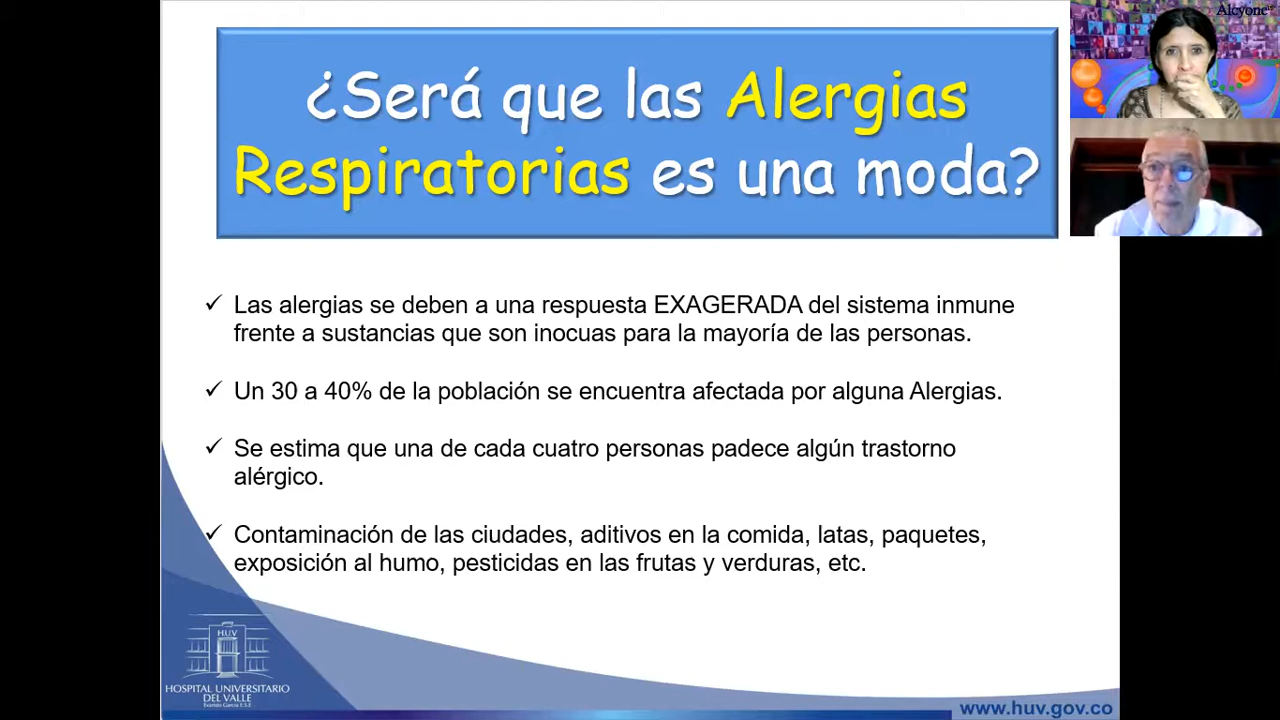 Alcyone
¿Será que las Alergias
Respiratorias es una moda?
✓ Las alergias se deben a una respuesta EXAGERADA del sistema inmune
frente a sustancias que son inocuas para la mayoría de las personas.
✓ Un 30 a 40% de la población se encuentra afectada por alguna Alergias.
✓ Se estima que una de cada cuatro personas padece algún trastorno
alérgico.
✓ Contaminación de las ciudades, aditivos en la comida, latas, paquetes,
exposición al humo, pesticidas en las frutas y verduras, etc.
HUV
HOSPITAL UNIVERSITARIO
DEL VALLE
Evaristo Garcia E.S.E
www.huv.gov.co